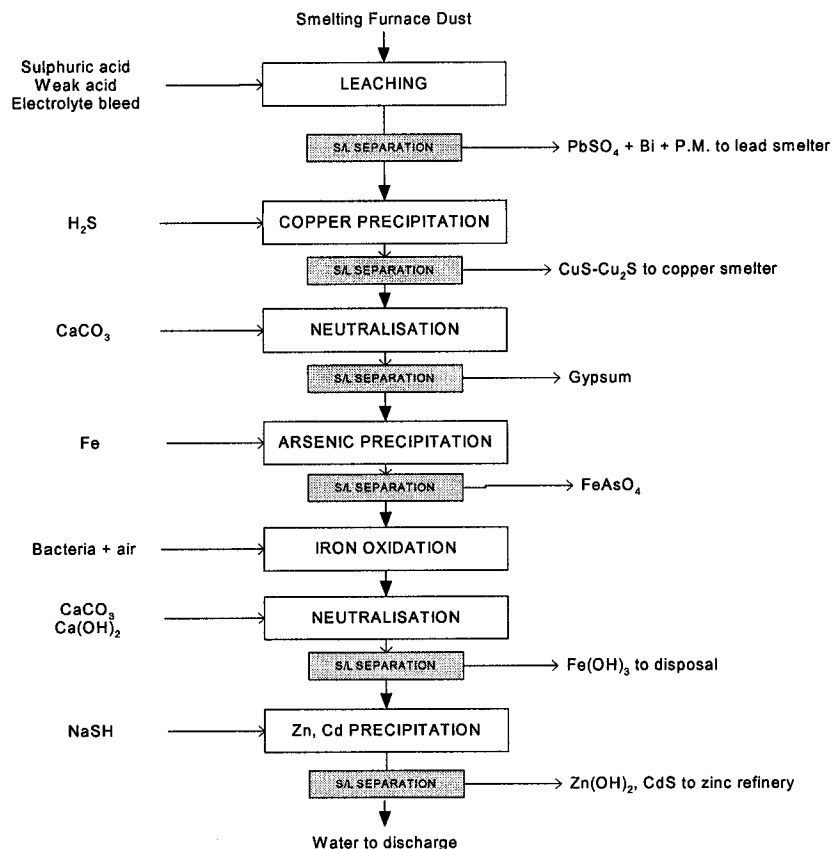 Smelting Furnace Dust
Sulphuric acid
Weak acid
Electrolyte bleed
LEACHING
S/L SEPARATION
PbSO4 + Bi + P.M. to lead smelter
H2S
COPPER PRECIPITATION
S/L SEPARATION
CuS-Cu2S to copper smelter
CaCO3
NEUTRALISATION
S/L SEPARATION
Gypsum
Fe
ARSENIC PRECIPITATION
S/L SEPARATION
FeAsO4
Bacteria + air
IRON OXIDATION
CaCO3
Ca(OH)2
NEUTRALISATION
S/L SEPARATION
Fe(OH)3 to disposal
NaSH
Zn, Cd PRECIPITATION
S/L SEPARATION
Zn(OH)2, CdS to zinc refinery
Water to discharge